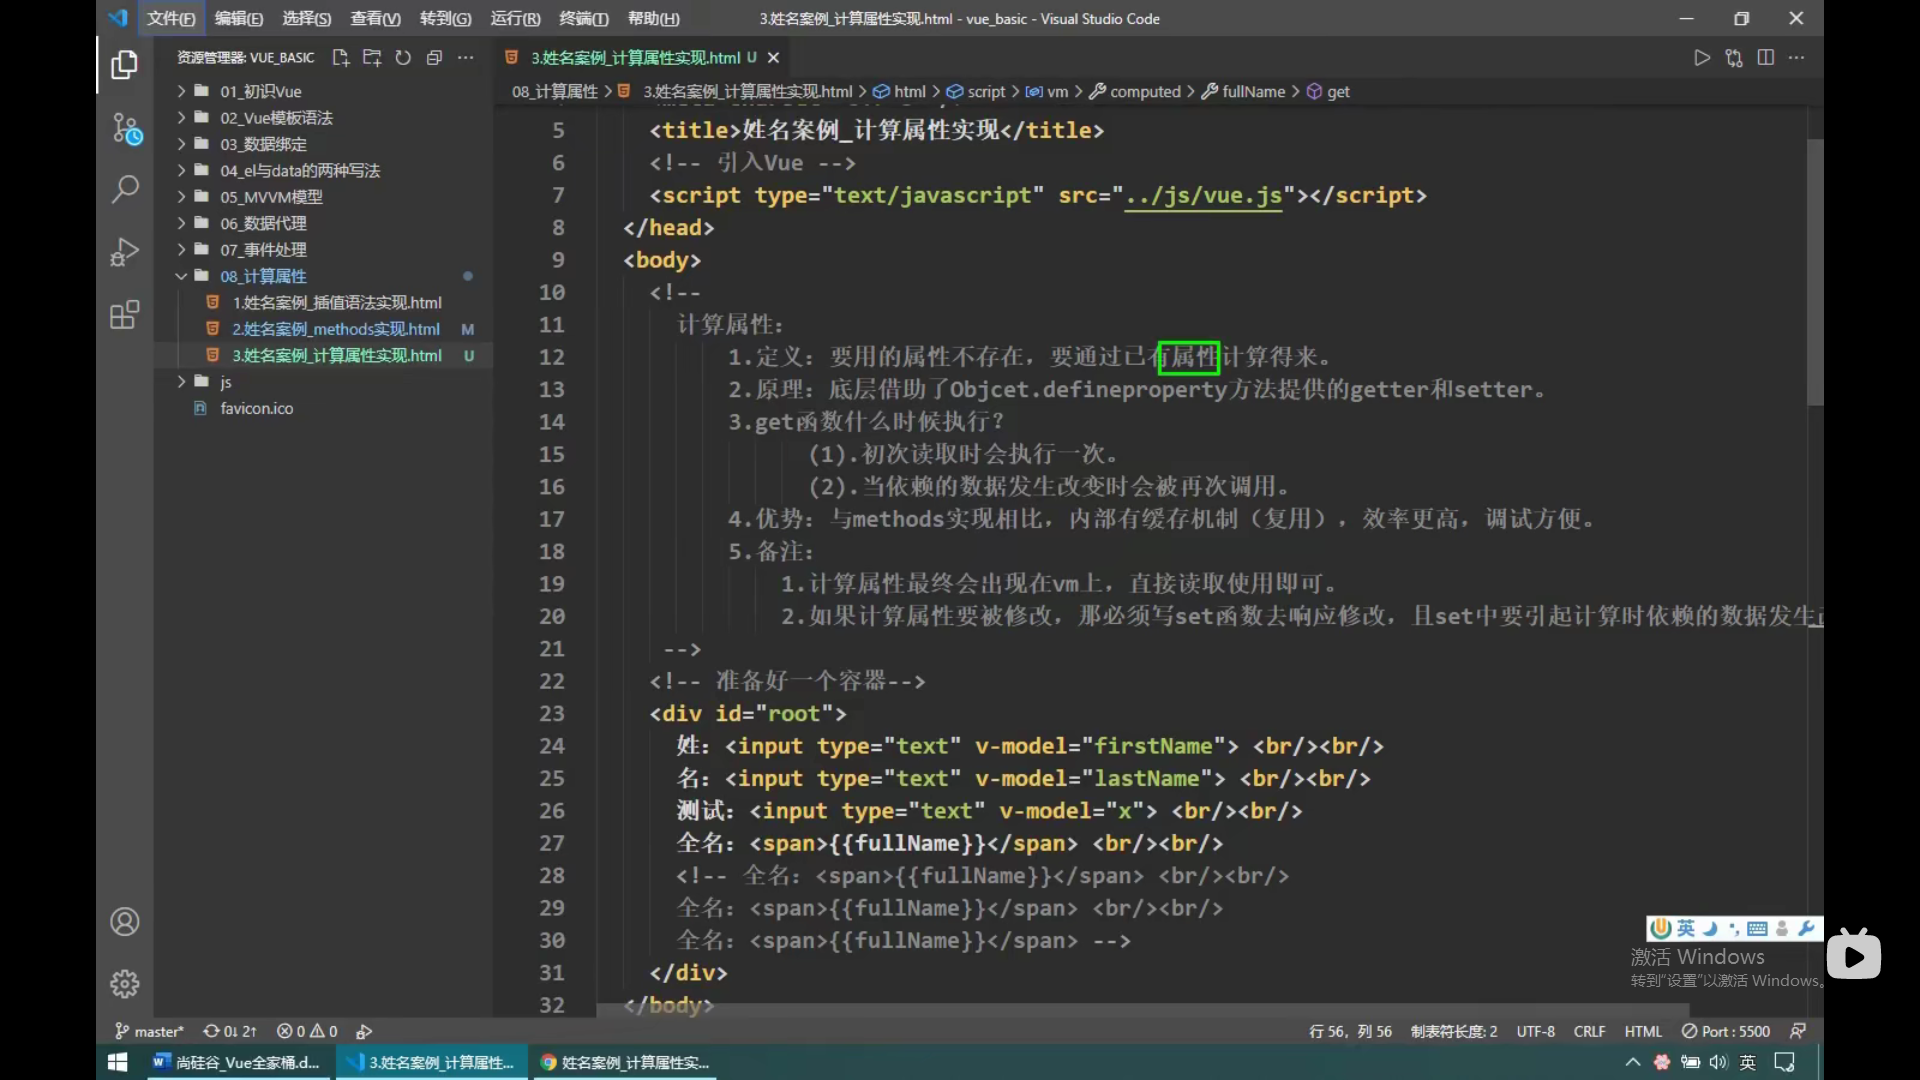 文件(F) 编辑(E) 选择(S) 查看(V) 转到(G) 运行(R) 终端(T) 帮助(H) 3.姓名案例_计算属性实现.html - vue_basic - Visual Studio Code
资源管理器: VUE_BASIC
3.姓名案例_计算属性实现.html U
08_计算属性 > 3.姓名案例_计算属性实现.html > html > script > vm > computed > fullName > get
01_初识Vue
02_Vue模板语法
03_数据绑定
04_el与data的两种写法
05_MVVM模型
06_数据代理
07_事件处理
08_计算属性
1.姓名案例_插值语法实现.html
2.姓名案例_methods实现.html M
3.姓名案例_计算属性实现.html U
js
favicon.ico
5 <title>姓名案例_计算属性实现</title>
6 <!-- 引入Vue -->
7 <script type="text/javascript" src="../js/vue.js"></script>
8 </head>
9 <body>
10 <!--
11 计算属性：
12 1.定义：要用的属性不存在，要通过已有属性计算得来。
13 2.原理：底层借助了Objcet.defineproperty方法提供的getter和setter。
14 3.get函数什么时候执行？
15 (1).初次读取时会执行一次。
16 (2).当依赖的数据发生改变时会被再次调用。
17 4.优势：与methods实现相比，内部有缓存机制（复用），效率更高，调试方便。
18 5.备注：
19 1.计算属性最终会出现在vm上，直接读取使用即可。
20 2.如果计算属性要被修改，那必须写set函数去响应修改，且set中要引起计算时依赖的数据发生
21 -->
22 <!-- 准备好一个容器-->
23 <div id="root">
24 姓：<input type="text" v-model="firstName"> <br/><br/>
25 名：<input type="text" v-model="lastName"> <br/><br/>
26 测试：<input type="text" v-model="x"> <br/><br/>
27 全名：<span>{{fullName}}</span> <br/><br/>
28 <!-- 全名：<span>{{fullName}}</span> <br/><br/>
29 全名：<span>{{fullName}}</span> <br/><br/>
30 全名：<span>{{fullName}}</span> -->
31 </div>
32 </body>
英
激活 Windows
转到"设置"以激活 Windows。
master* 0↓ 2↑ 0 0 行 56，列 56 制表符长度: 2 UTF-8 CRLF HTML Port : 5500
尚硅谷_Vue全家桶.d... 3.姓名案例_计算属性... 姓名案例_计算属性实... 英